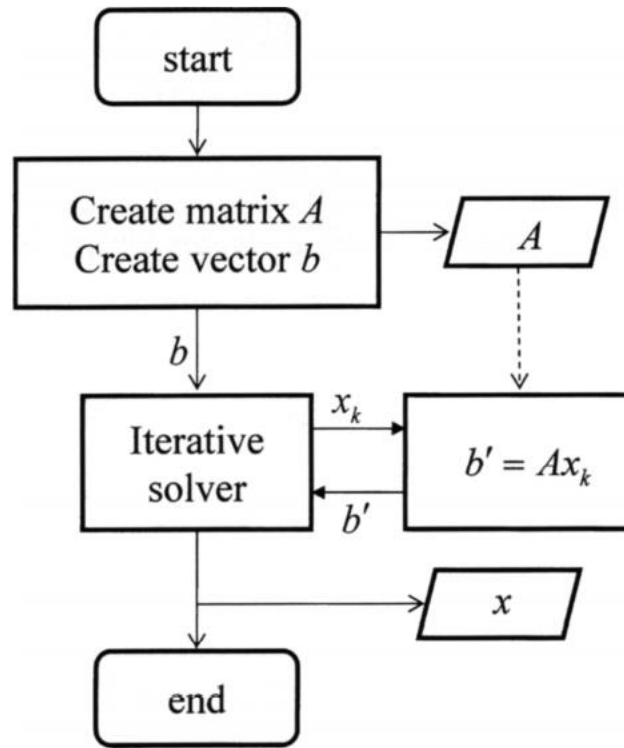 start
Create matrix A
Create vector b
A
b
Iterative
solver
x_k
b′
b′ = Ax_k
x
end